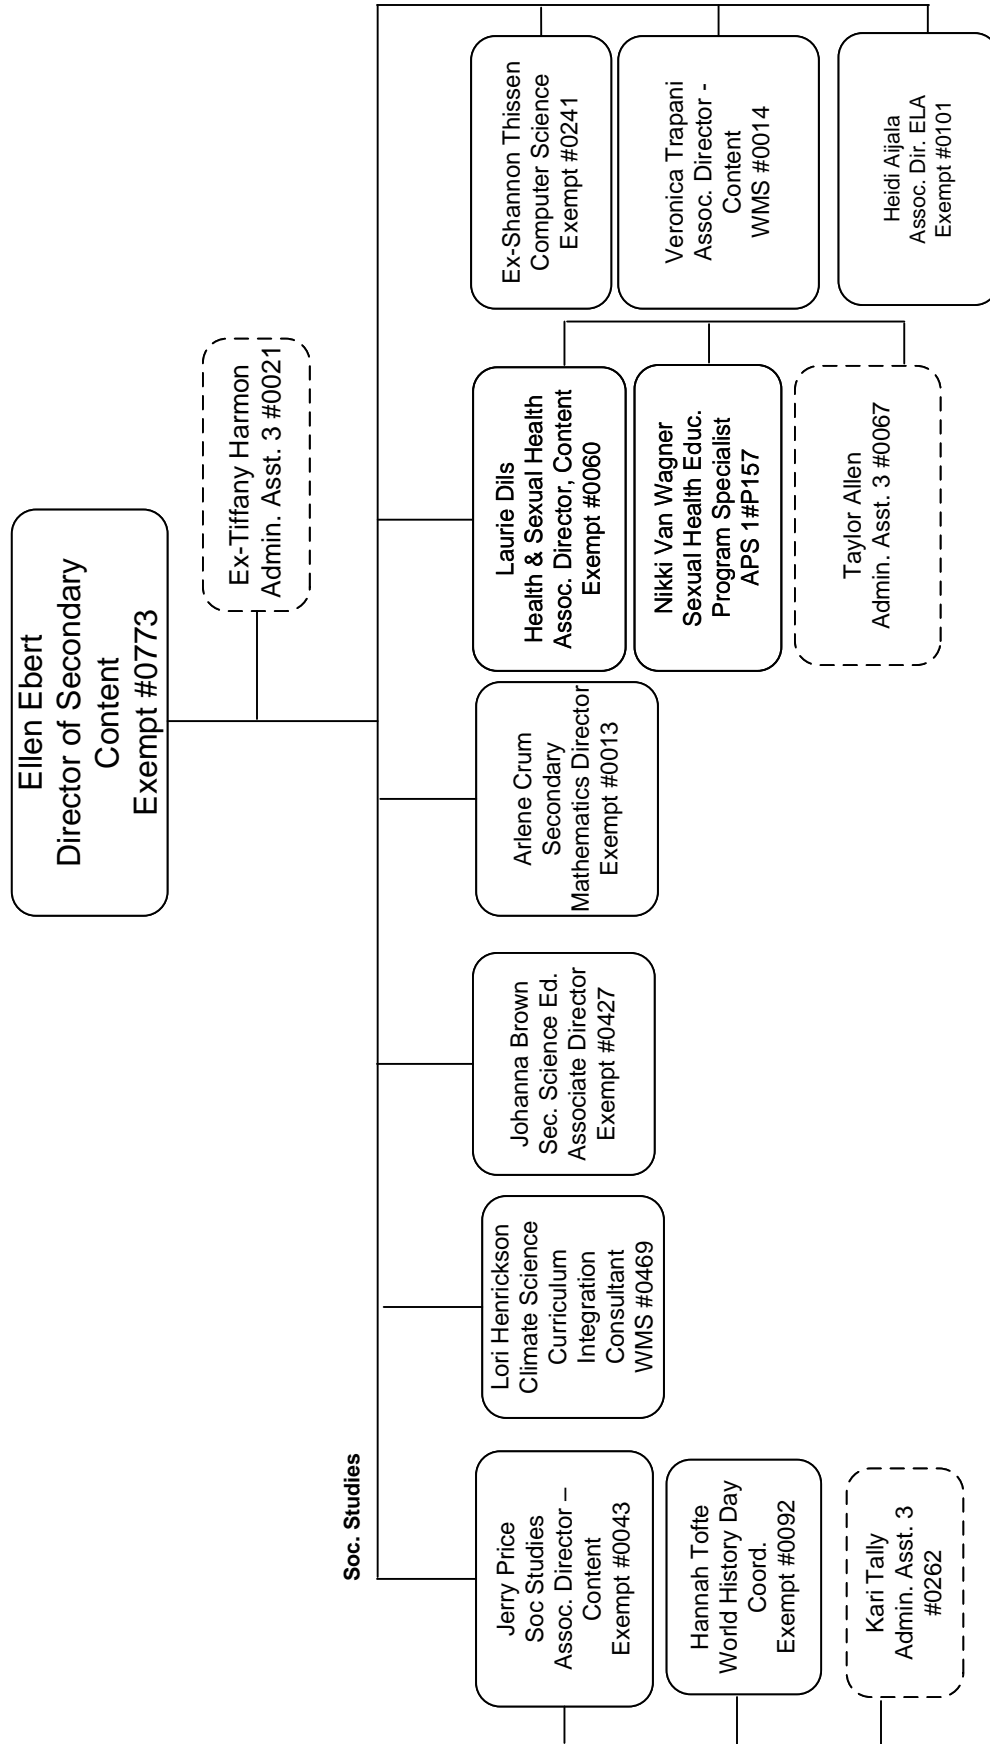 Ellen Ebert
Director of Secondary
Content
Exempt #0773
Ex-Tiffany Harmon
Admin. Asst. 3 #0021
Soc. Studies
Jerry Price
Soc Studies
Assoc. Director –
Content
Exempt #0043
Hannah Tofte
World History Day
Coord.
Exempt #0092
Kari Tally
Admin. Asst. 3
#0262
Lori Henrickson
Climate Science
Curriculum
Integration
Consultant
WMS #0469
Johanna Brown
Sec. Science Ed.
Associate Director
Exempt #0427
Arlene Crum
Secondary
Mathematics Director
Exempt #0013
Laurie Dils
Health & Sexual Health
Assoc. Director, Content
Exempt #0060
Nikki Van Wagner
Sexual Health Educ.
Program Specialist
APS 1#P157
Taylor Allen
Admin. Asst. 3 #0067
Ex-Shannon Thissen
Computer Science
Exempt #0241
Veronica Trapani
Assoc. Director -
Content
WMS #0014
Heidi Aijala
Assoc. Dir. ELA
Exempt #0101